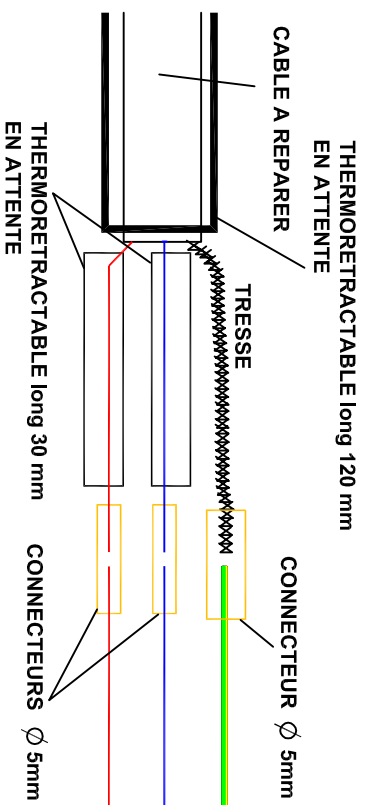 THERMORETRACTABLE long 120 mm
EN ATTENTE
CABLE A REPARER
TRESSE
CONNECTEUR Ø 5mm
THERMORETRACTABLE long 30 mm
EN ATTENTE
CONNECTEURS Ø 5mm